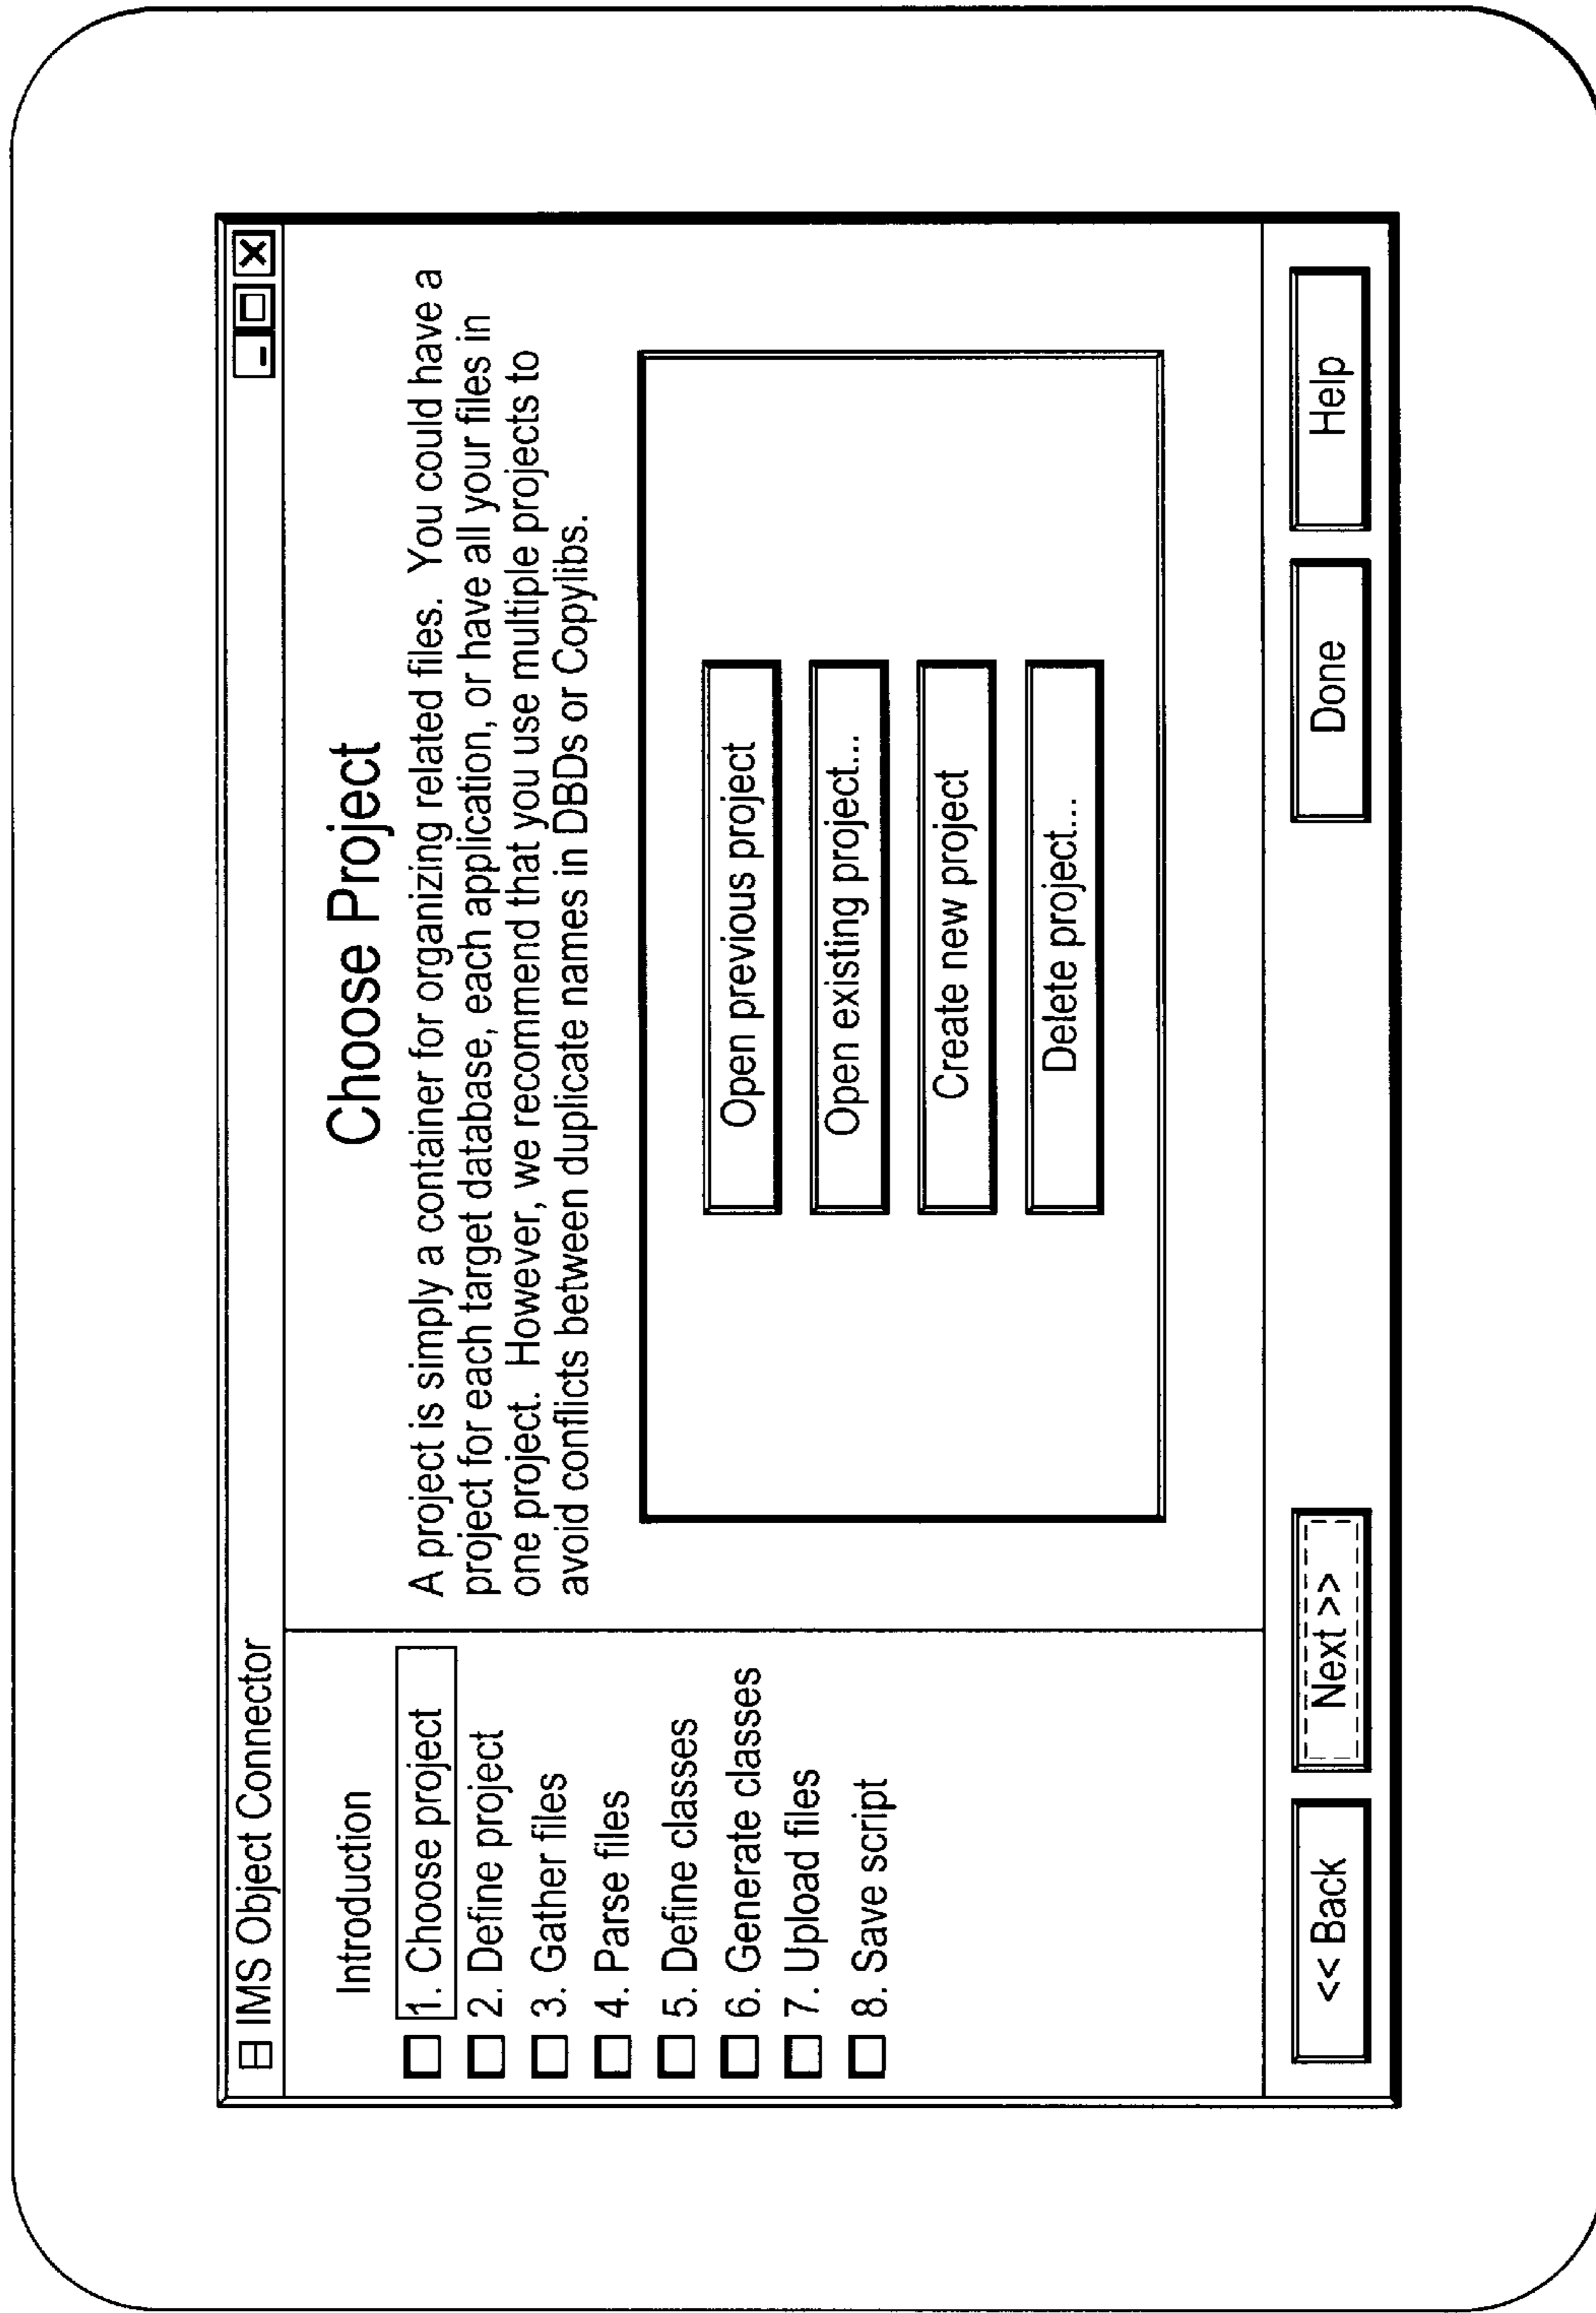 IMS Object Connector
Introduction
1. Choose project
2. Define project
3. Gather files
4. Parse files
5. Define classes
6. Generate classes
7. Upload files
8. Save script
Choose Project
A project is simply a container for organizing related files. You could have a
project for each target database, each application, or have all your files in
one project. However, we recommend that you use multiple projects to
avoid conflicts between duplicate names in DBDs or Copylibs.
Open previous project
Open existing project...
Create new project
Delete project...
<< Back
Next >>
Done
Help